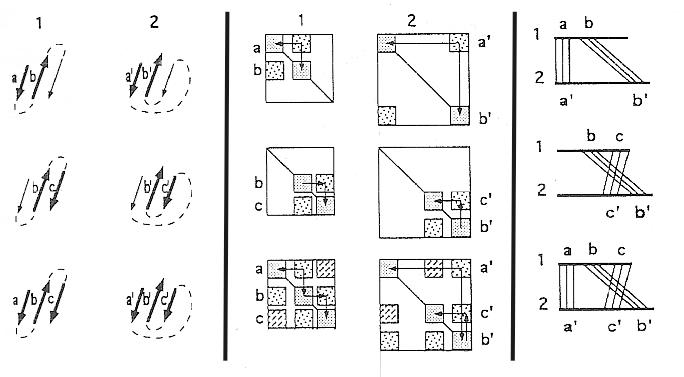 1 2 1 2 1 a b
a b a' b' a a' 2
b b' a' b'
b c b' c' b c' 1 b c
c b' 2
c' b'
a b c a' b' c' a a' 1 a b c
b c' 2
c b' a' c' b'